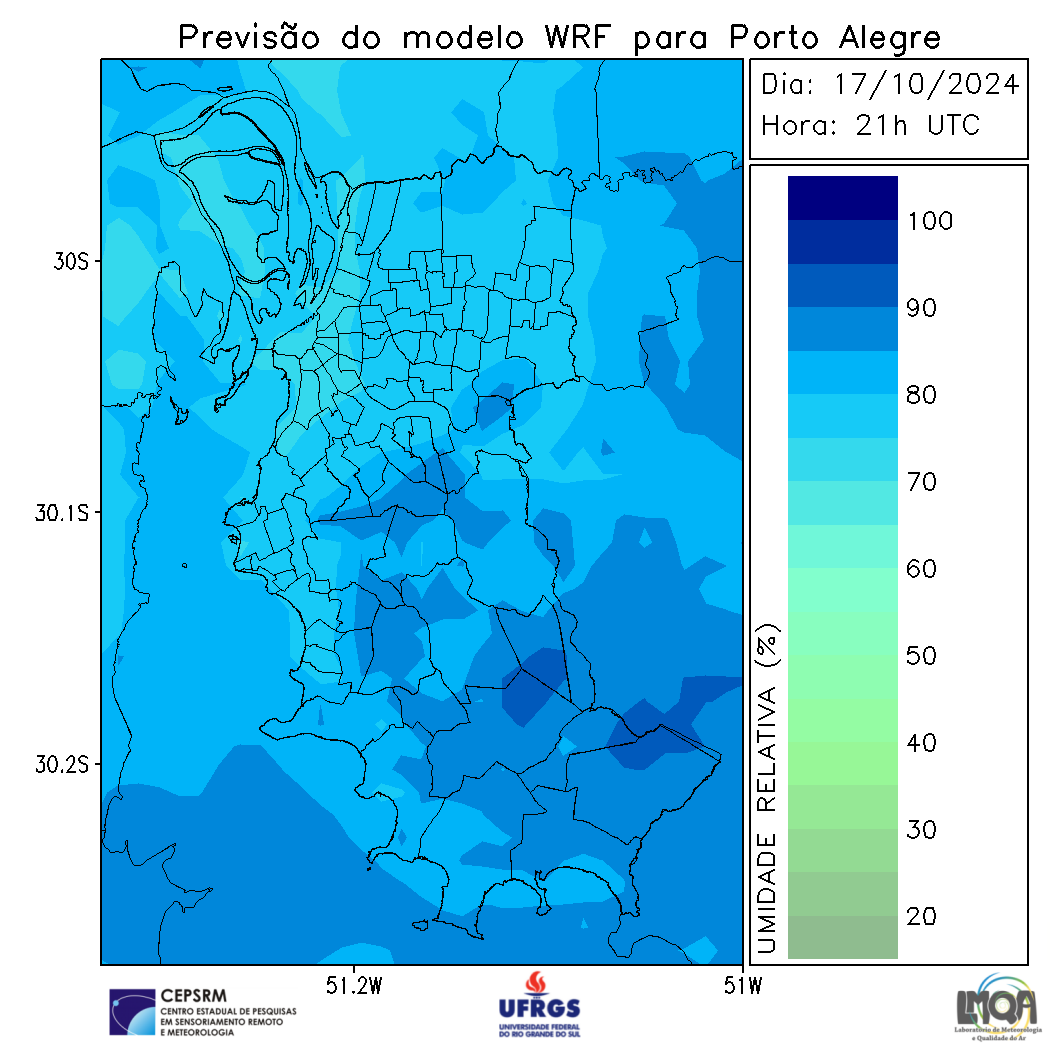 Previsão do modelo WRF para Porto Alegre
Dia: 17/10/2024
Hora: 21h UTC
30S
30.1S
30.2S
51.2W
51W
100
90
80
70
60
50
40
30
20
UMIDADE RELATIVA (%)
CEPSRM
CENTRO ESTADUAL DE PESQUISAS
EM SENSORIAMENTO REMOTO
E METEOROLOGIA
UFRGS
UNIVERSIDADE FEDERAL
DO RIO GRANDE DO SUL
LMQA
Laboratório de Meteorologia
e Qualidade do Ar